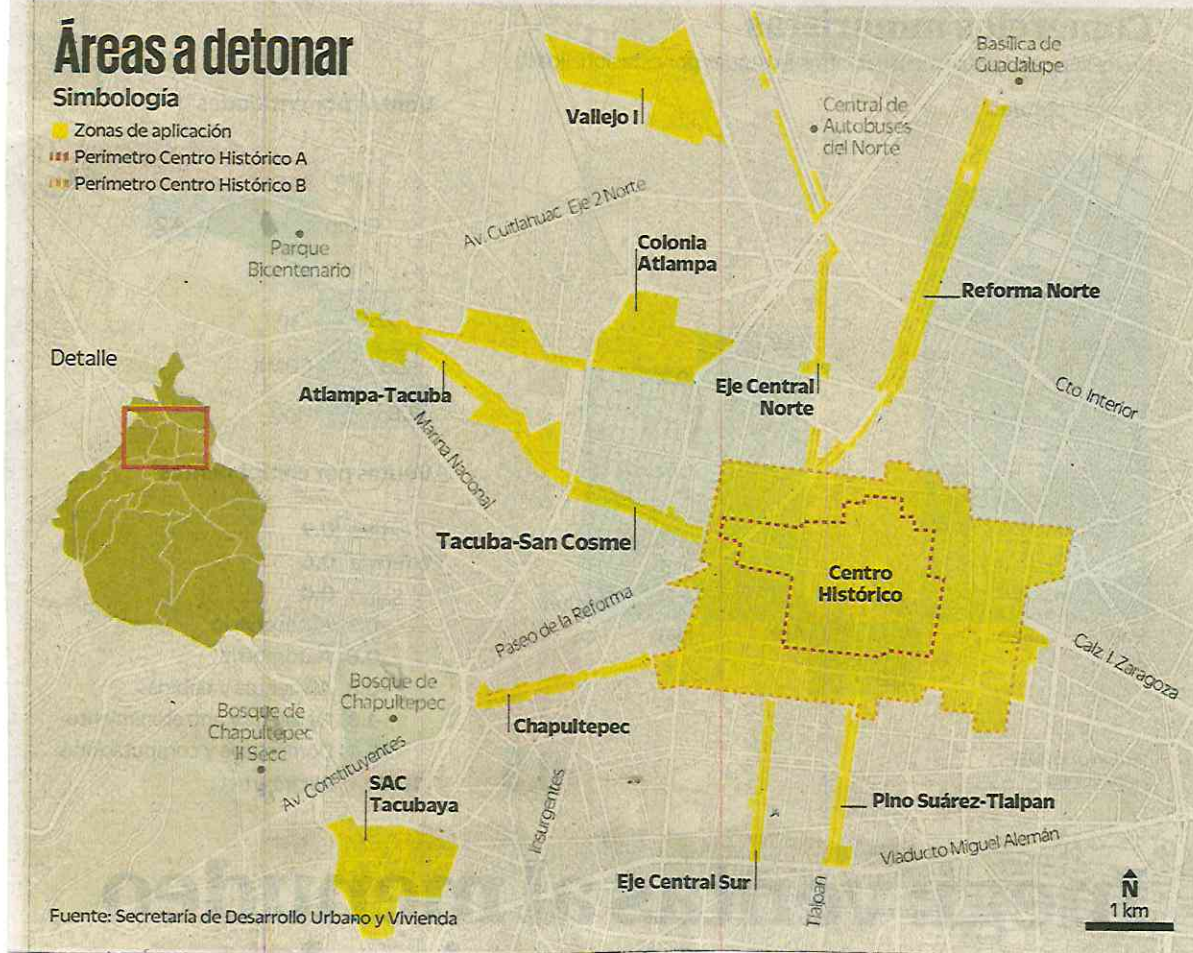 Áreas a detonar
Simbología
Zonas de aplicación
Perímetro Centro Histórico A
Perímetro Centro Histórico B
Basílica de
Guadalupe
Vallejo I
Central de
Autobuses
del Norte
Av. Cuitlahuac Eje 2 Norte
Parque
Bicentenario
Colonia
Atlampa
Reforma Norte
Detalle
Atlampa-Tacuba
Eje Central
Norte
Cto. Interior
Marina Nacional
Tacuba-San Cosme
Centro
Histórico
Paseo de la Reforma
Calz. I. Zaragoza
Bosque de
Chapultepec
Bosque de
Chapultepec
II Secc
Chapultepec
Av. Constituyentes
SAC
Tacubaya
Insurgentes
Pino Suárez-Tlalpan
Viaducto Miguel Alemán
Eje Central Sur
Tlalpan
N
1 km
Fuente: Secretaría de Desarrollo Urbano y Vivienda